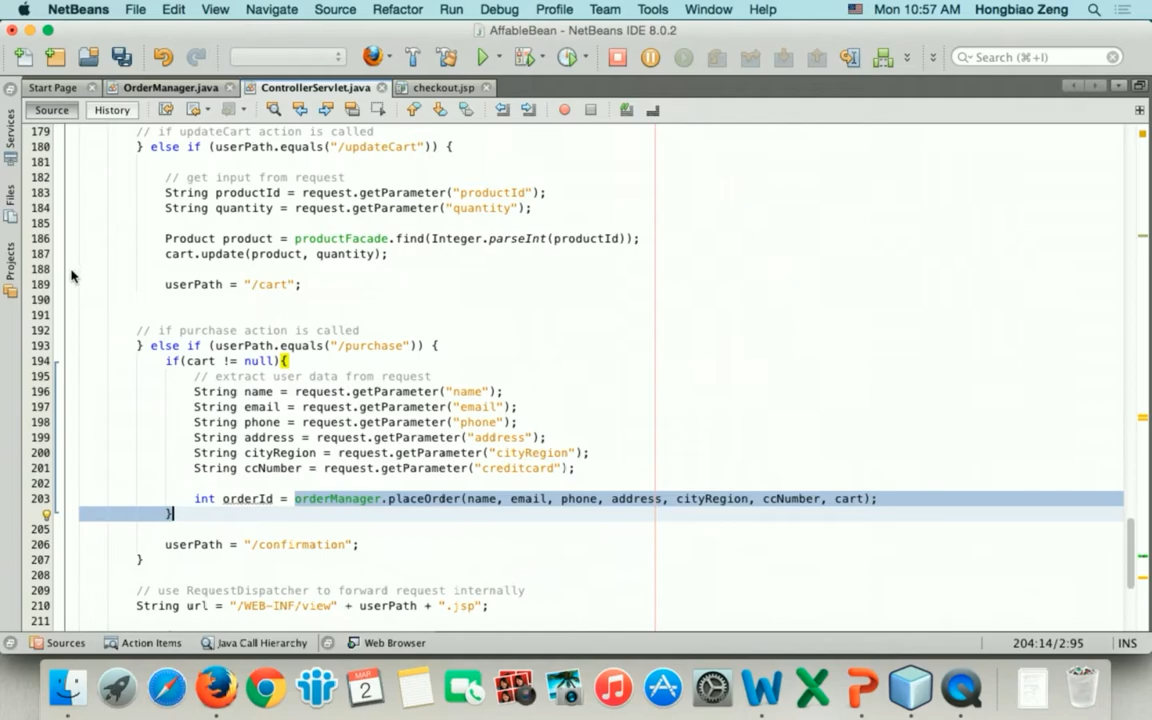 NetBeans File Edit View Navigate Source Refactor Run Debug Profile Team Tools Window Help Mon 10:57 AM Hongbiao Zeng
AffableBean - NetBeans IDE 8.0.2
Search (⌘+I)
Start Page OrderManager.java ControllerServlet.java checkout.jsp
Source History
Services
Files
Projects
179 // if updateCart action is called
180 } else if (userPath.equals("/updateCart")) {
181
182 // get input from request
183 String productId = request.getParameter("productId");
184 String quantity = request.getParameter("quantity");
185
186 Product product = productFacade.find(Integer.parseInt(productId));
187 cart.update(product, quantity);
188
189 userPath = "/cart";
190
191
192 // if purchase action is called
193 } else if (userPath.equals("/purchase")) {
194 if(cart != null){
195 // extract user data from request
196 String name = request.getParameter("name");
197 String email = request.getParameter("email");
198 String phone = request.getParameter("phone");
199 String address = request.getParameter("address");
200 String cityRegion = request.getParameter("cityRegion");
201 String ccNumber = request.getParameter("creditcard");
202
203 int orderId = orderManager.placeOrder(name, email, phone, address, cityRegion, ccNumber, cart);
}
205
206 userPath = "/confirmation";
207 }
208
209 // use RequestDispatcher to forward request internally
210 String url = "/WEB-INF/view" + userPath + ".jsp";
211
Sources Action Items Java Call Hierarchy Web Browser 204:14/2:95 INS